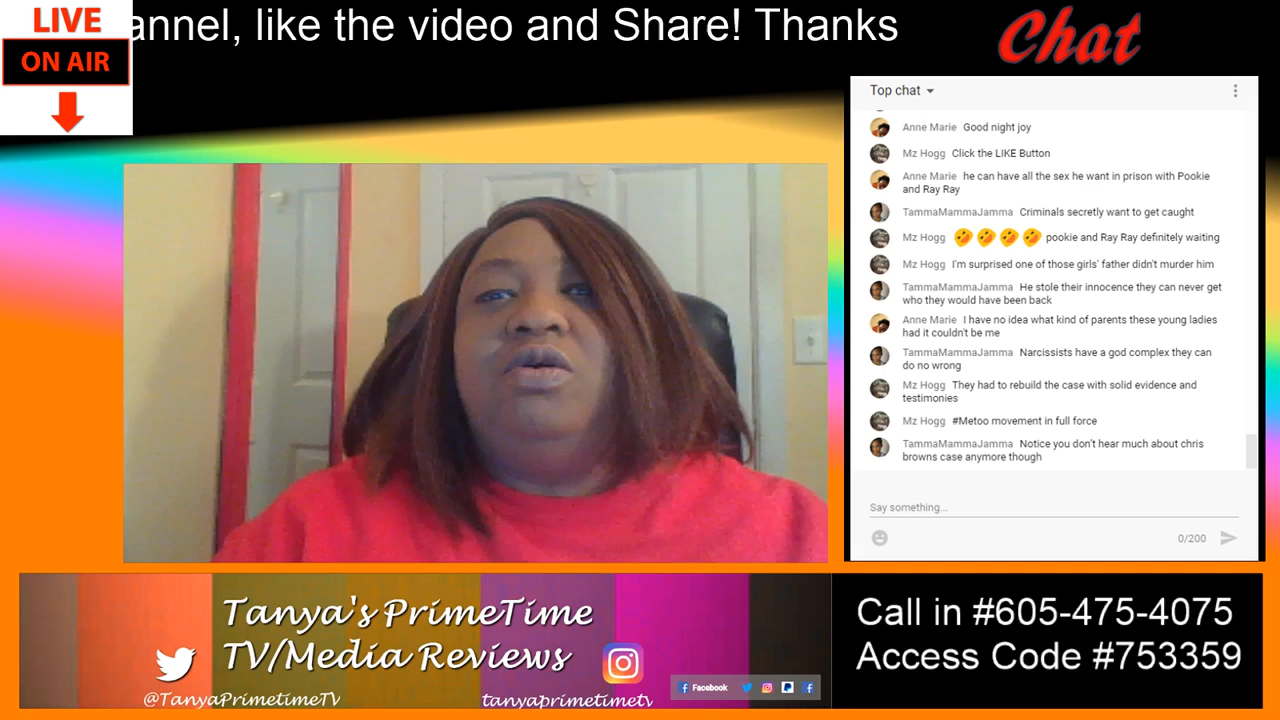 LIVE
ON AIR
annel, like the video and Share! Thanks
Chat
Top chat
Anne Marie Good night joy
Mz Hogg Click the LIKE Button
Anne Marie he can have all the sex he want in prison with Pookie
and Ray Ray
TammaMammaJamma Criminals secretly want to get caught
Mz Hogg 🤣🤣🤣🤣 pookie and Ray Ray definitely waiting
Mz Hogg I'm surprised one of those girls' father didn't murder him
TammaMammaJamma He stole their innocence they can never get
who they would have been back
Anne Marie I have no idea what kind of parents these young ladies
had it couldn't be me
TammaMammaJamma Narcissists have a god complex they can
do no wrong
Mz Hogg They had to rebuild the case with solid evidence and
testimonies
Mz Hogg #Metoo movement in full force
TammaMammaJamma Notice you don't hear much about chris
browns case anymore though
Say something...
0/200
Tanya's PrimeTime
TV/Media Reviews
@TanyaPrimetimeTV
tanyaprimetimetv
Facebook
Call in #605-475-4075
Access Code #753359